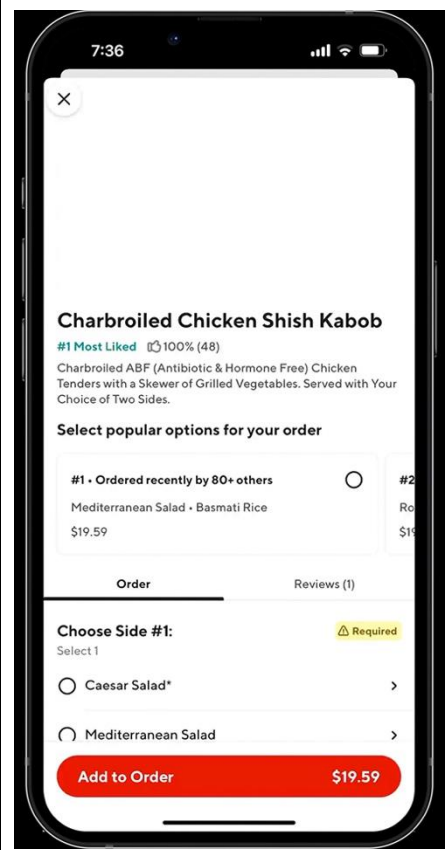 7:36
Charbroiled Chicken Shish Kabob
#1 Most Liked 100% (48)
Charbroiled ABF (Antibiotic & Hormone Free) Chicken
Tenders with a Skewer of Grilled Vegetables. Served with Your
Choice of Two Sides.
Select popular options for your order
#1 • Ordered recently by 80+ others
Mediterranean Salad • Basmati Rice
$19.59
#2
Ro
Order
Reviews (1)
Choose Side #1:
Required
Select 1
Caesar Salad*
Mediterranean Salad
Add to Order
$19.59